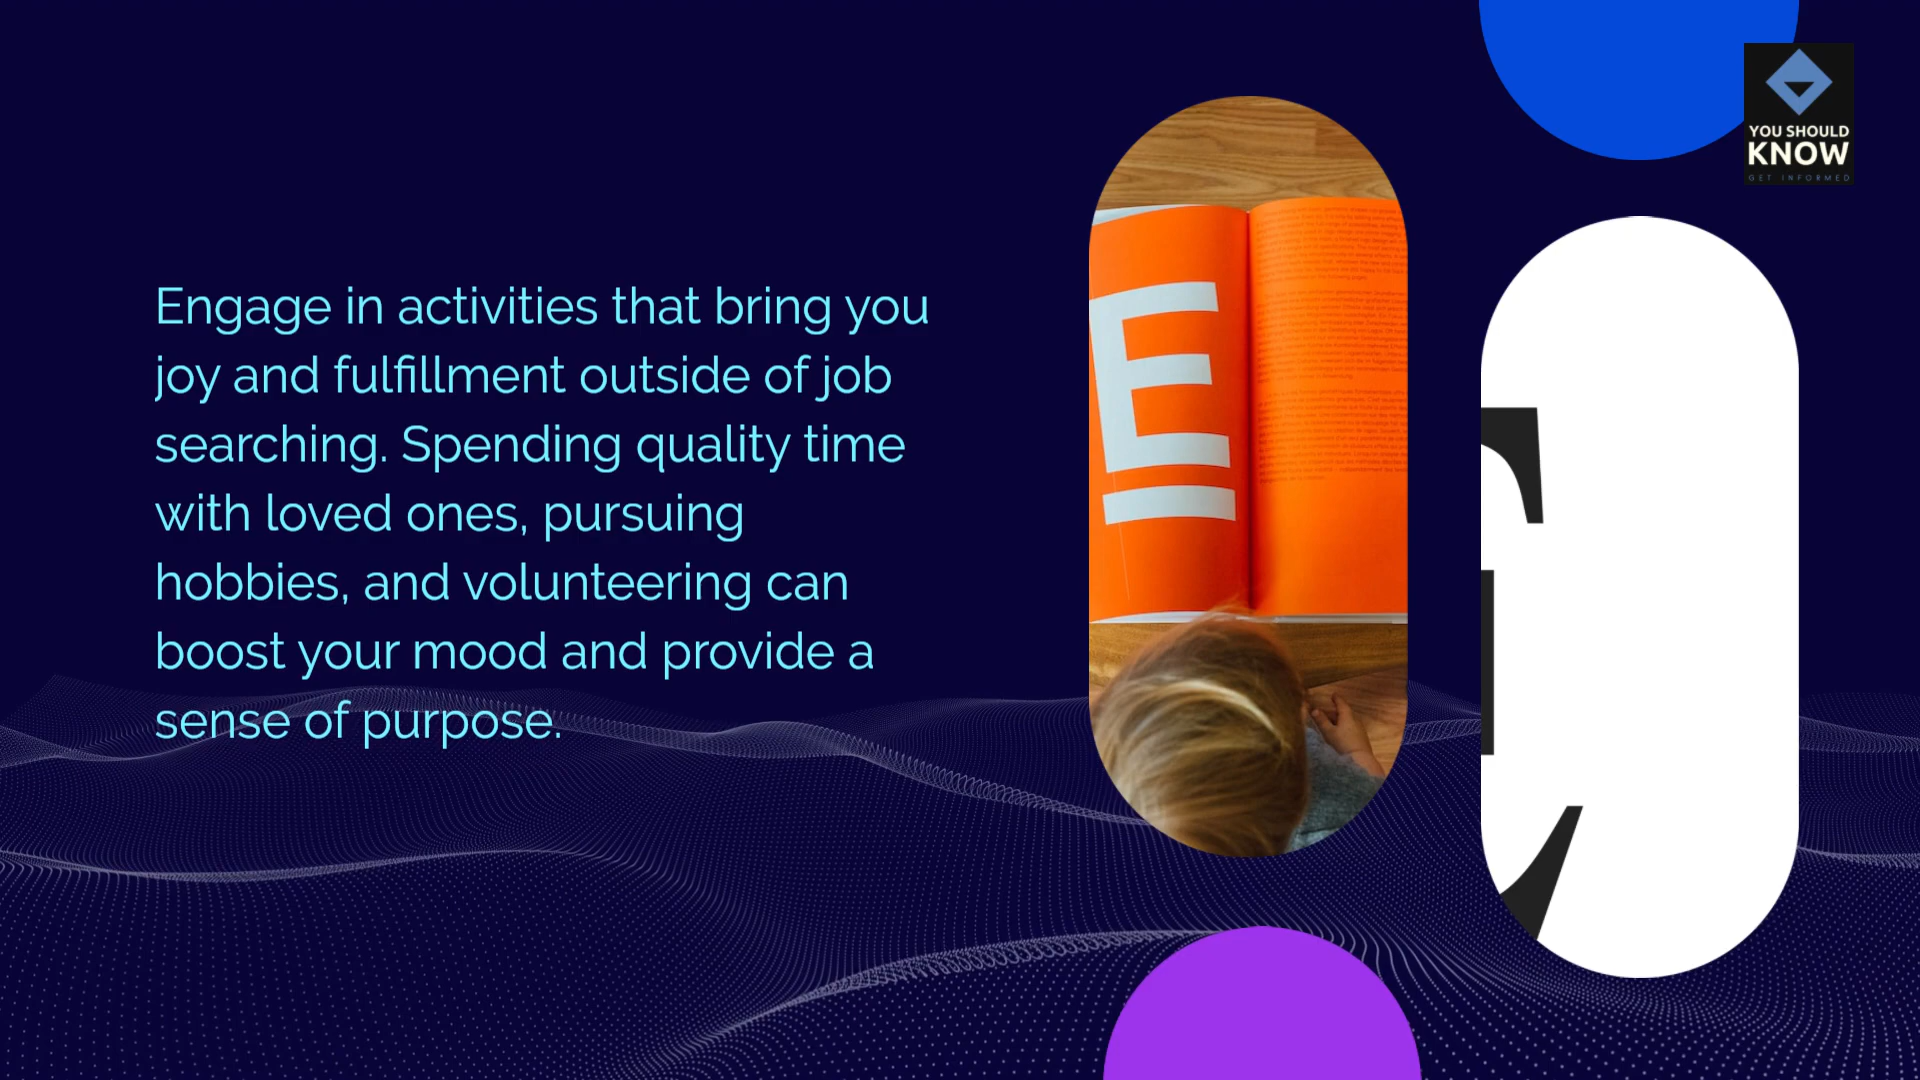 Engage in activities that bring you
joy and fulfillment outside of job
searching. Spending quality time
with loved ones, pursuing
hobbies, and volunteering can
boost your mood and provide a
sense of purpose.
E
YOU SHOULD
KNOW
GET INFORMED